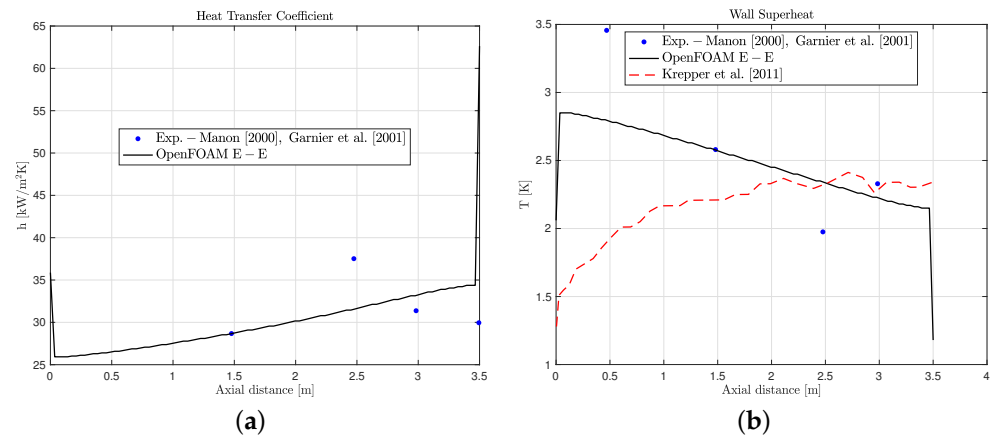 Heat Transfer Coefficient
65
60
55
50
45
40
35
30
25
h [kW/m²K]
Exp. − Manon [2000], Garnier et al. [2001]
OpenFOAM E − E
0 0.5 1 1.5 2 2.5 3 3.5
Axial distance [m]
(a)
Wall Superheat
3.5
3
2.5
2
1.5
1
T [K]
Exp. − Manon [2000], Garnier et al. [2001]
OpenFOAM E − E
Krepper et al. [2011]
0 0.5 1 1.5 2 2.5 3 3.5 4
Axial distance [m]
(b)